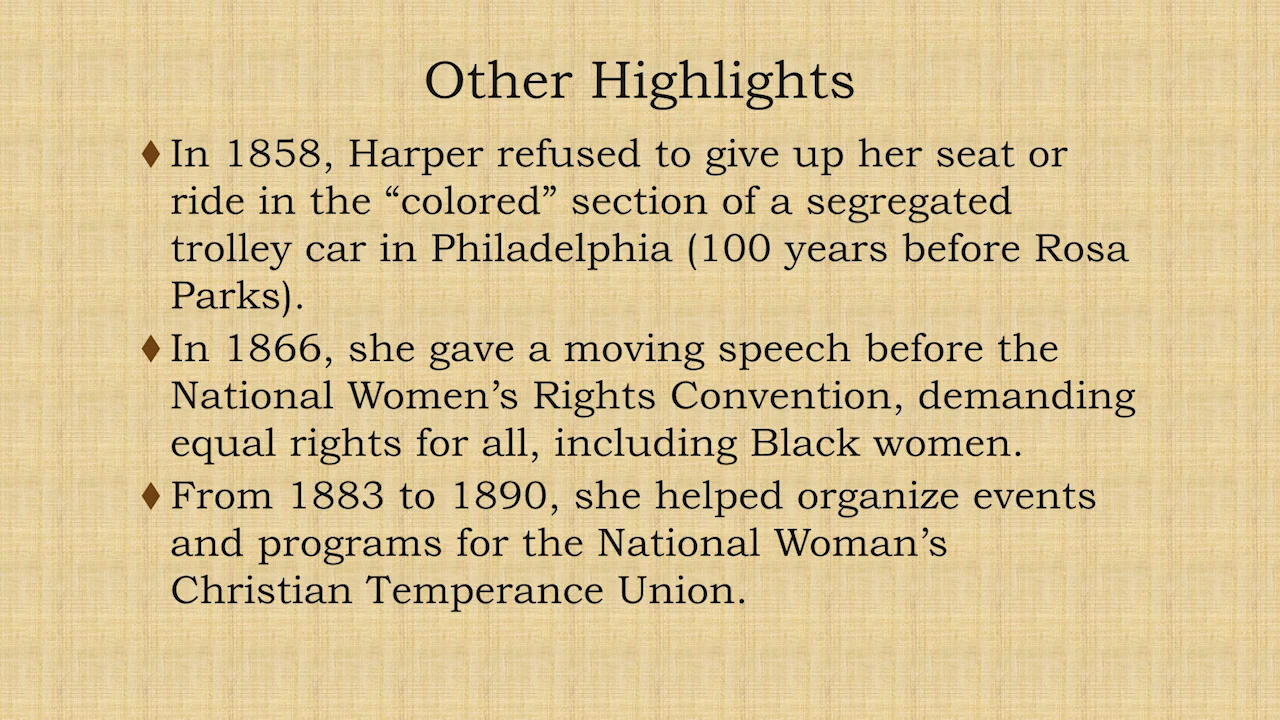 Other Highlights
♦In 1858, Harper refused to give up her seat or
ride in the “colored” section of a segregated
trolley car in Philadelphia (100 years before Rosa
Parks).
♦In 1866, she gave a moving speech before the
National Women’s Rights Convention, demanding
equal rights for all, including Black women.
♦From 1883 to 1890, she helped organize events
and programs for the National Woman’s
Christian Temperance Union.